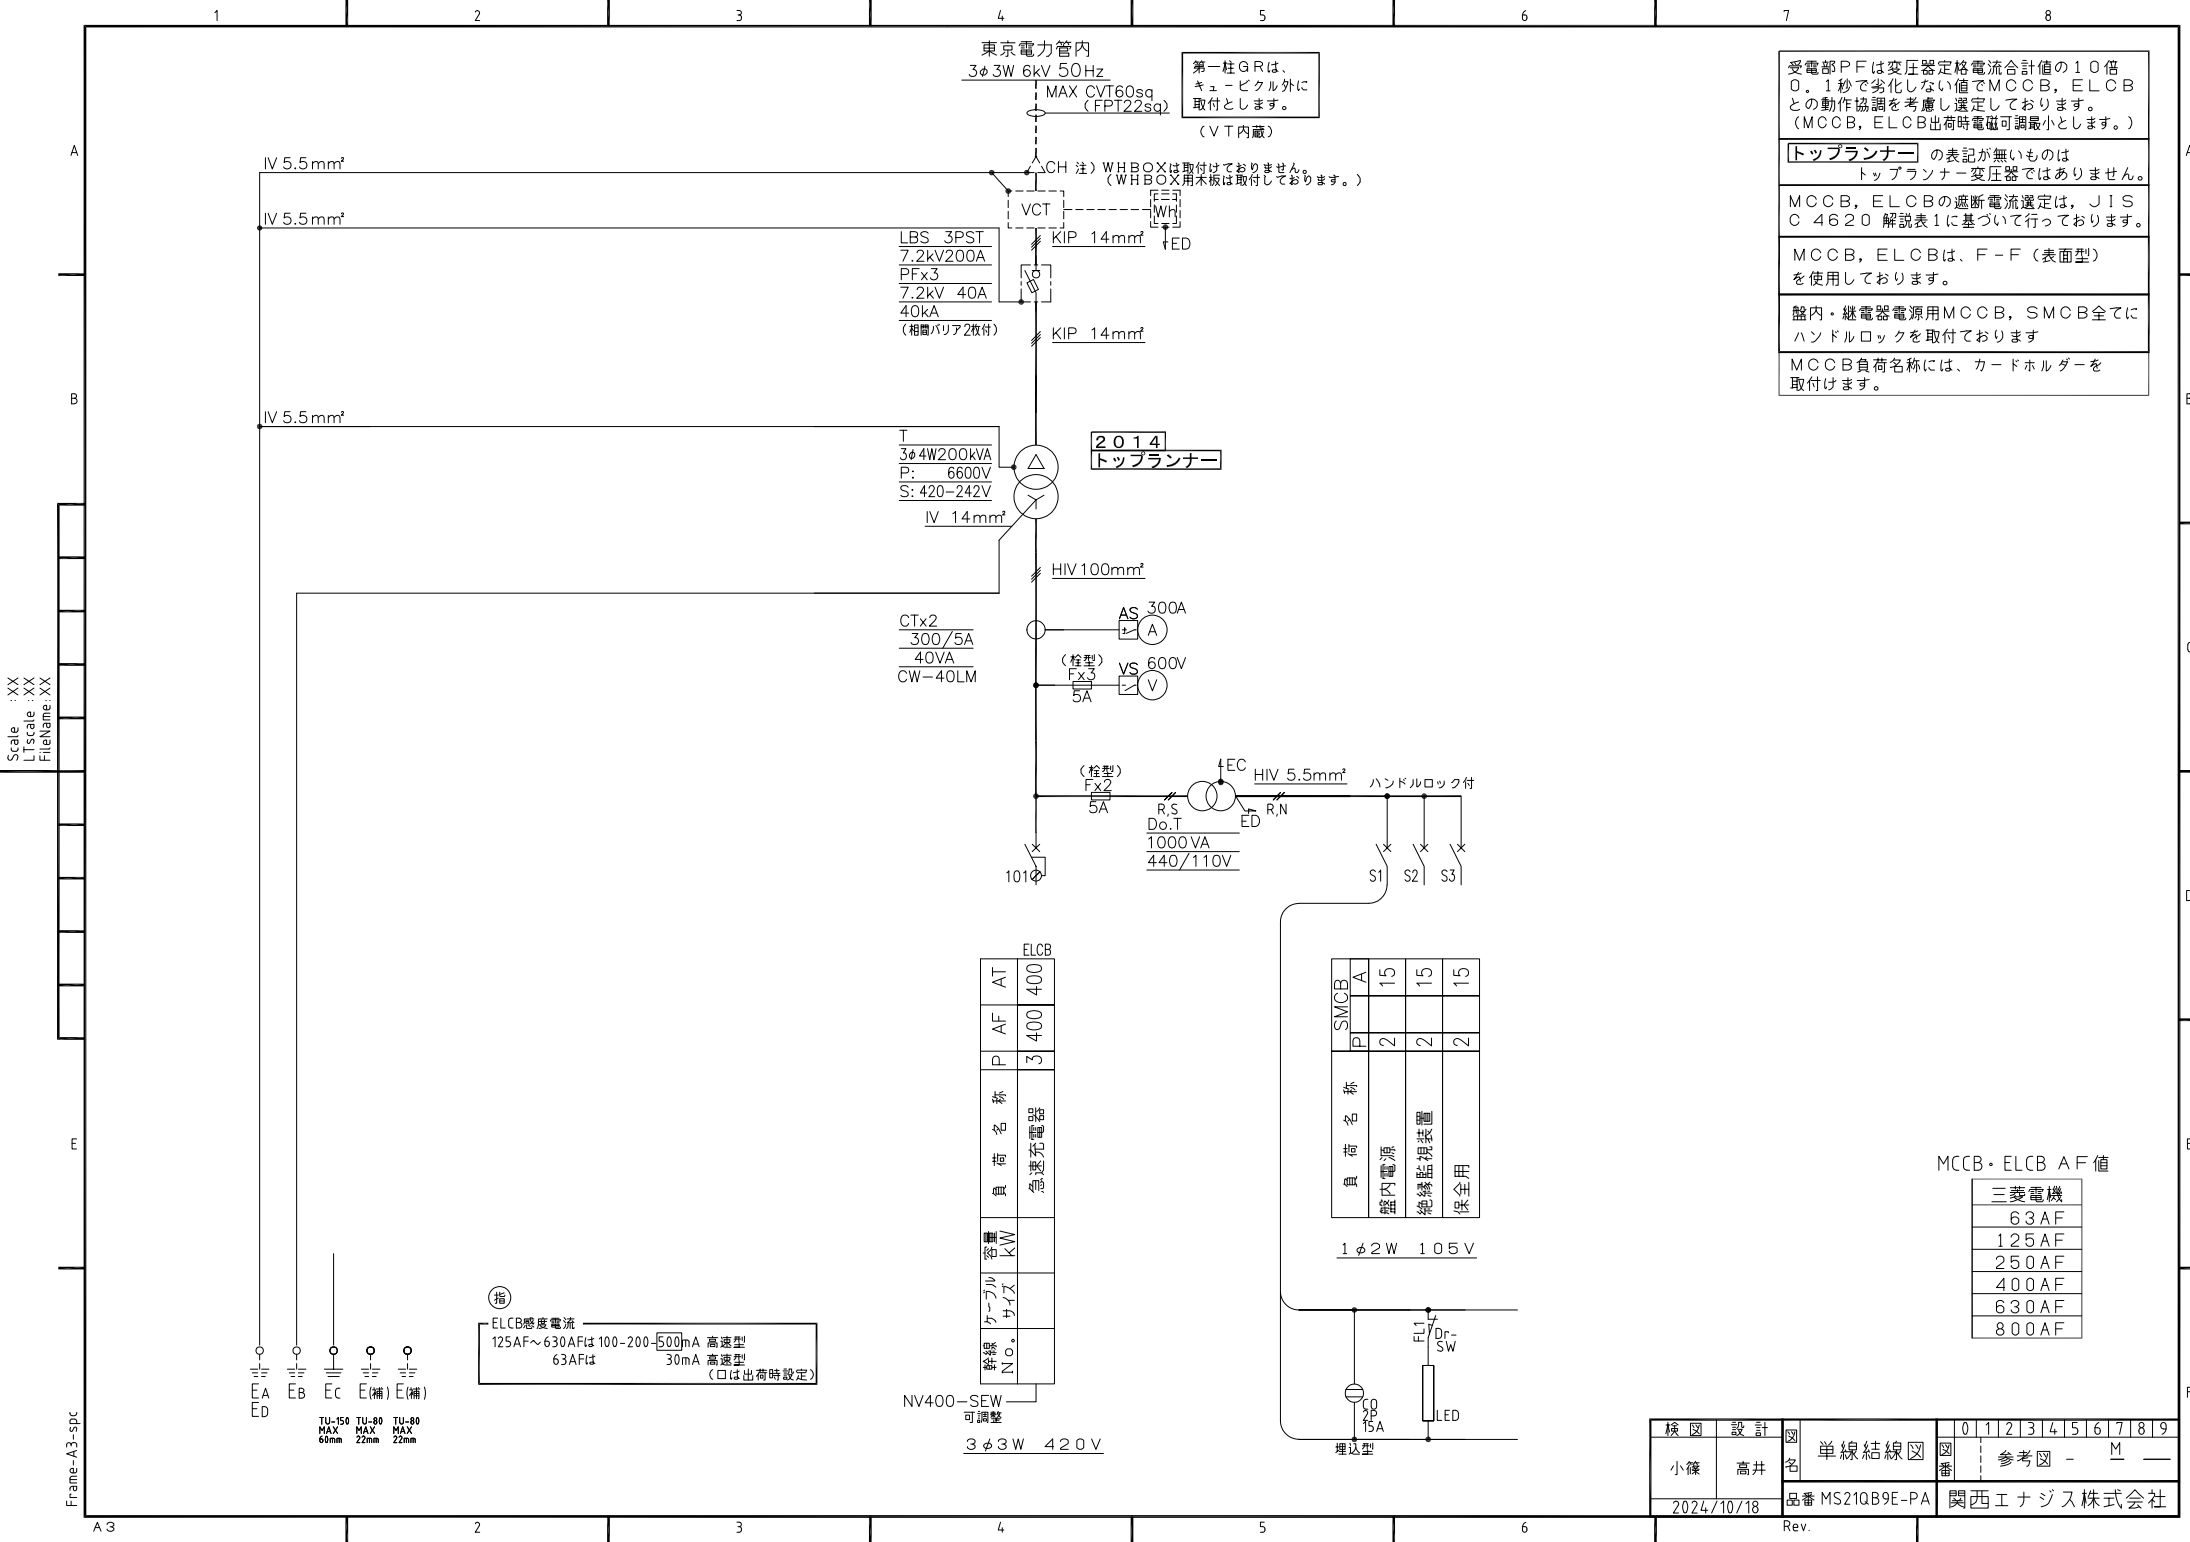 1 2 3 4 5 6 7 8
東京電力管内
3φ3W 6kV 50Hz
MAX CVT60sq
(FPT22sq)
第一柱GRは、
キュービクル外に
取付とします。
(VT内蔵)
受電部PFは変圧器定格電流合計値の10倍
0.1秒で劣化しない値でMCCB,ELCB
との動作協調を考慮し選定しております。
(MCCB,ELCB出荷時電磁可調最小とします。)
トップランナー の表記が無いものは
トップランナー変圧器ではありません。
MCCB,ELCBの遮断電流選定は,JIS
C 4620 解説表1に基づいて行っております。
MCCB,ELCBは、F-F(表面型)
を使用しております。
盤内・継電器電源用MCCB,SMCB全てに
ハンドルロックを取付ております
MCCB負荷名称には、カードホルダーを
取付けます。
A
B
E
IV 5.5mm²
CH 注) WHBOXは取付けておりません。
(WHBOX用木板は取付しております。)
VCT
Wh
ED
IV 5.5mm²
KIP 14mm²
LBS 3PST
7.2kV200A
PFx3
7.2kV 40A
40kA
(相間バリア2枚付)
KIP 14mm²
IV 5.5mm²
T
3φ4W200kVA
P: 6600V
S: 420-242V
2014
トップランナー
IV 14mm²
HIV100mm²
CTx2
300/5A
40VA
CW-40LM
AS 300A
A
(栓型)
Fx3
5A
VS 600V
V
(栓型)
Fx2
5A
R,S
EC
ED
HIV 5.5mm²
R,N
ハンドルロック付
Do.T
1000VA
440/110V
101
S1 S2 S3
ELCB
AT 400
AF 400
P 3
負荷名称 急速充電器
容量 kW
ケーブル サイズ
幹線 No.
NV400-SEW
可調整
3φ3W 420V
SMCB
A 15 15 15
P 2 2 2
負荷名称
盤内電源
絶縁監視装置
保全用
1φ2W 105V
FL1
Dr-
SW
CO
2P
15A
埋込型
LED
指
ELCB感度電流
125AF~630AFは100-200-500mA 高速型
63AFは 30mA 高速型
(口は出荷時設定)
EA EB EC E(補) E(補)
ED
TU-150 TU-80 TU-80
MAX MAX MAX
60mm 22mm 22mm
MCCB・ELCB AF値
三菱電機
63AF
125AF
250AF
400AF
630AF
800AF
検図 設計
小篠 高井
2024/10/18
図名 単線結線図
品番 MS21QB9E-PA
0 1 2 3 4 5 6 7 8 9
図番 参考図 - M
関西エナジス株式会社
Scale :XX
LTscale :XX
FileName:XX
Frame-A3-spc
A3
2 3 4 5 6
Rev.